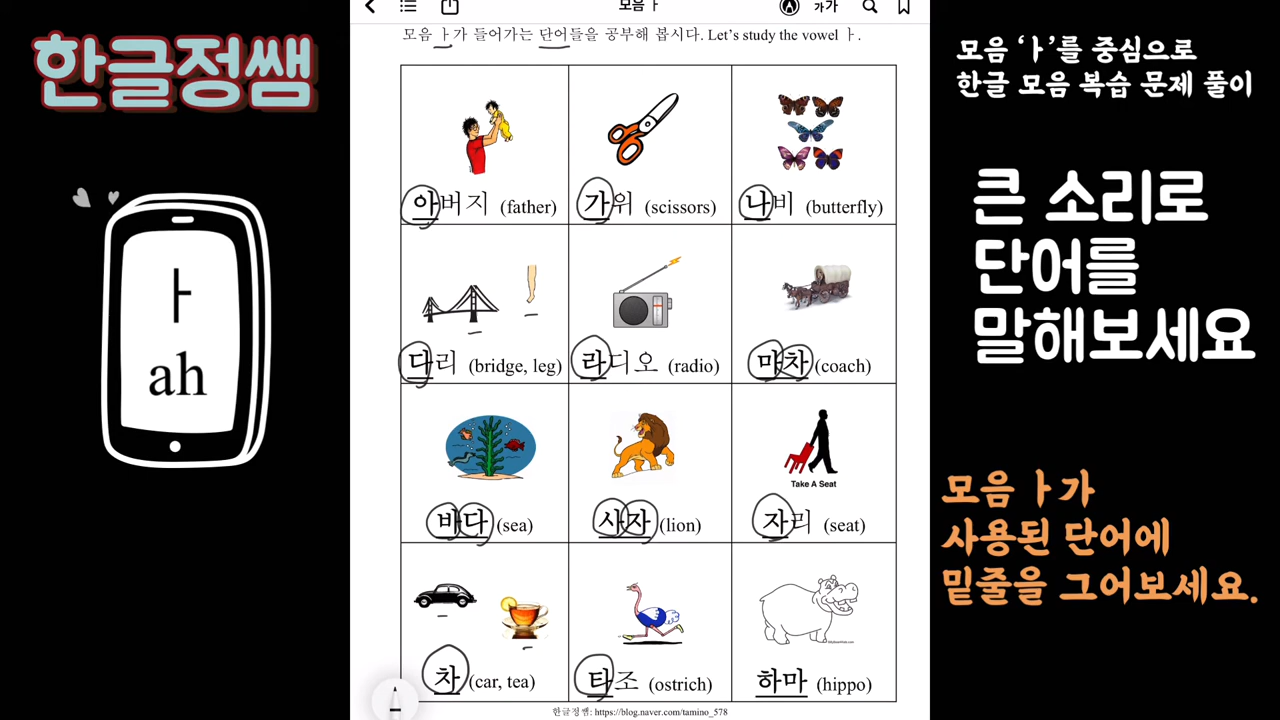 한글정쌤
ㅏ
ah
모음 ㅏ
가가
모음 ㅏ가 들어가는 단어들을 공부해 봅시다. Let's study the vowel ㅏ.
아버지 (father) 가위 (scissors) 나비 (butterfly)
다리 (bridge, leg) 라디오 (radio) 마차 (coach)
Take A Seat
바다 (sea) 사자 (lion) 자리 (seat)
차 (car, tea) 타조 (ostrich) 하마 (hippo)
한글정쌤: https://blog.naver.com/tamino_578
모음 ‘ㅏ’를 중심으로
한글 모음 복습 문제 풀이
큰 소리로
단어를
말해보세요
모음ㅏ가
사용된 단어에
밑줄을 그어보세요.